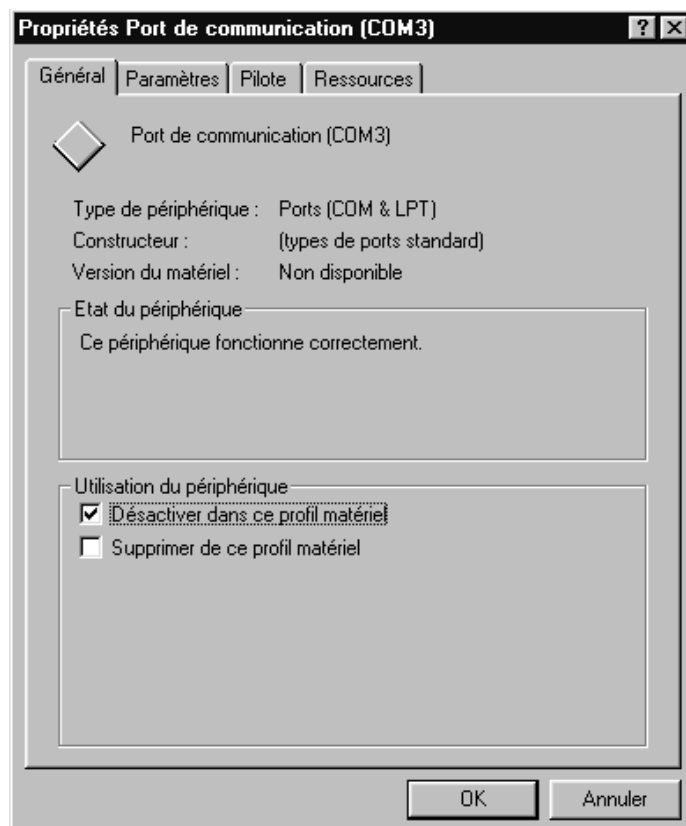 Propriétés Port de communication (COM3)
Général Paramètres Pilote Ressources
Port de communication (COM3)
Type de périphérique : Ports (COM & LPT)
Constructeur : (types de ports standard)
Version du matériel : Non disponible
Etat du périphérique
Ce périphérique fonctionne correctement.
Utilisation du périphérique
Désactiver dans ce profil matériel
Supprimer de ce profil matériel
OK Annuler